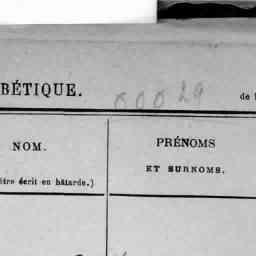 BÉTIQUE. 00029 de
NOM. PRÉNOMS
ET SURNOMS.
être écrit en bâtarde.)